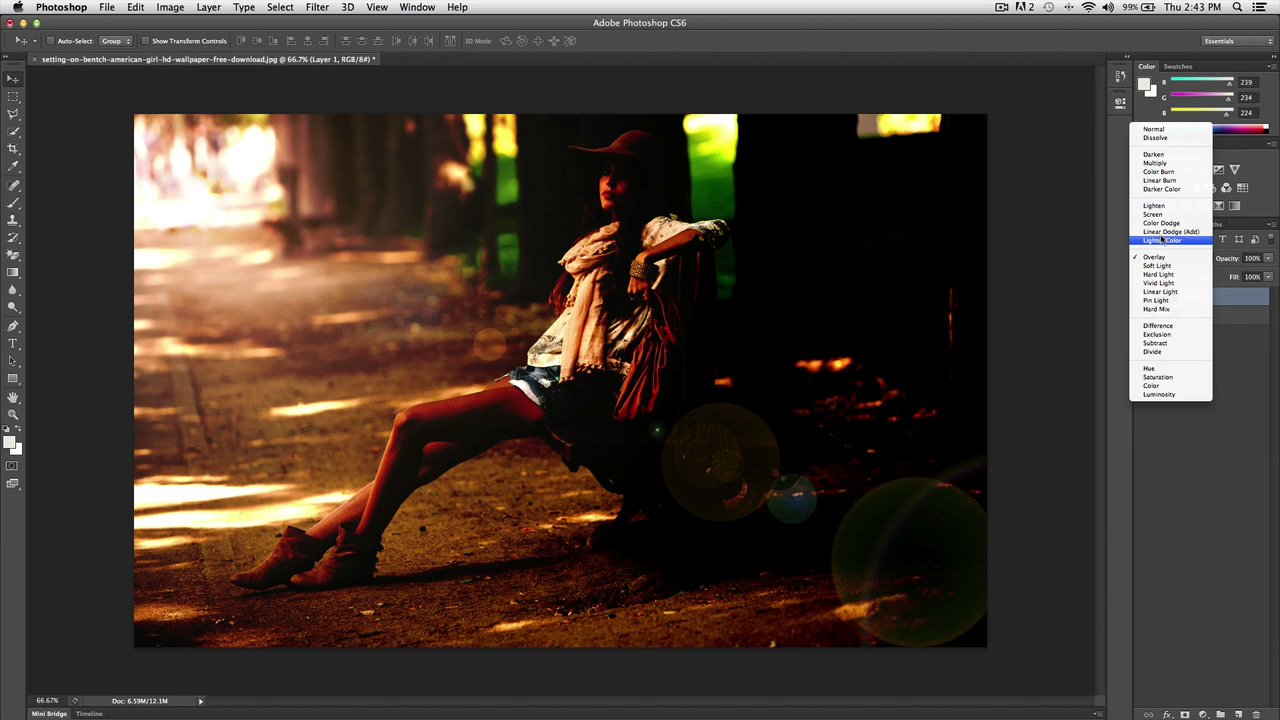 Photoshop File Edit Image Layer Type Select Filter 3D View Window Help
2 99% Thu 2:43 PM
Adobe Photoshop CS6
Auto-Select: Group Show Transform Controls 3D Mode: Essentials
setting-on-bentch-american-girl-hd-wallpaper-free-download.jpg @ 66.7% (Layer 1, RGB/8#) *
Color Swatches
R 239
G 234
B 224
Normal
Dissolve
Darken
Multiply
Color Burn
Linear Burn
Darker Color
Lighten
Screen
Color Dodge
Linear Dodge (Add)
Lighter Color
Overlay
Soft Light
Hard Light
Vivid Light
Linear Light
Pin Light
Hard Mix
Difference
Exclusion
Subtract
Divide
Hue
Saturation
Color
Luminosity
Opacity: 100%
Fill: 100%
66.67% Doc: 6.59M/12.1M
Mini Bridge Timeline